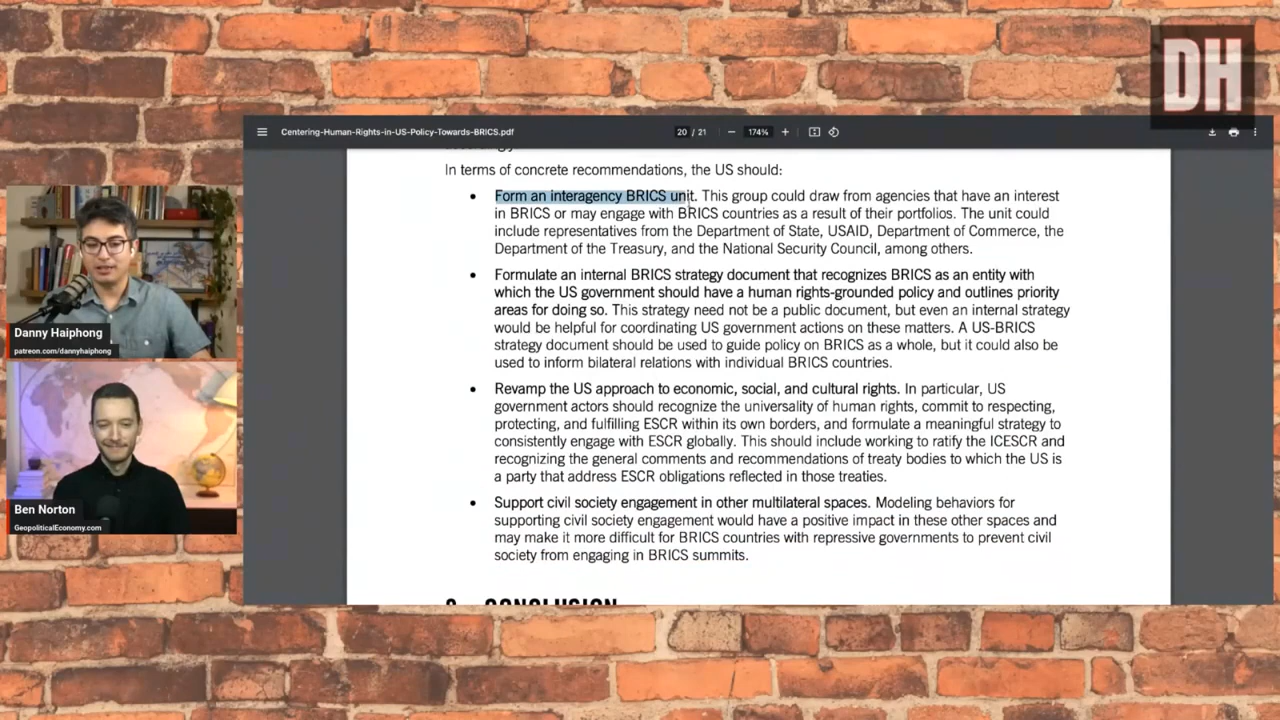 DH
Centering-Human-Rights-in-US-Policy-Towards-BRICS.pdf
20 / 21
174%
In terms of concrete recommendations, the US should:
• Form an interagency BRICS unit. This group could draw from agencies that have an interest
in BRICS or may engage with BRICS countries as a result of their portfolios. The unit could
include representatives from the Department of State, USAID, Department of Commerce, the
Department of the Treasury, and the National Security Council, among others.
• Formulate an internal BRICS strategy document that recognizes BRICS as an entity with
which the US government should have a human rights-grounded policy and outlines priority
areas for doing so. This strategy need not be a public document, but even an internal strategy
would be helpful for coordinating US government actions on these matters. A US-BRICS
strategy document should be used to guide policy on BRICS as a whole, but it could also be
used to inform bilateral relations with individual BRICS countries.
• Revamp the US approach to economic, social, and cultural rights. In particular, US
government actors should recognize the universality of human rights, commit to respecting,
protecting, and fulfilling ESCR within its own borders, and formulate a meaningful strategy to
consistently engage with ESCR globally. This should include working to ratify the ICESCR and
recognizing the general comments and recommendations of treaty bodies to which the US is
a party that address ESCR obligations reflected in those treaties.
• Support civil society engagement in other multilateral spaces. Modeling behaviors for
supporting civil society engagement would have a positive impact in these other spaces and
may make it more difficult for BRICS countries with repressive governments to prevent civil
society from engaging in BRICS summits.
CONCLUSION
Danny Haiphong
patreon.com/dannyhaiphong
Ben Norton
GeopoliticalEconomy.com